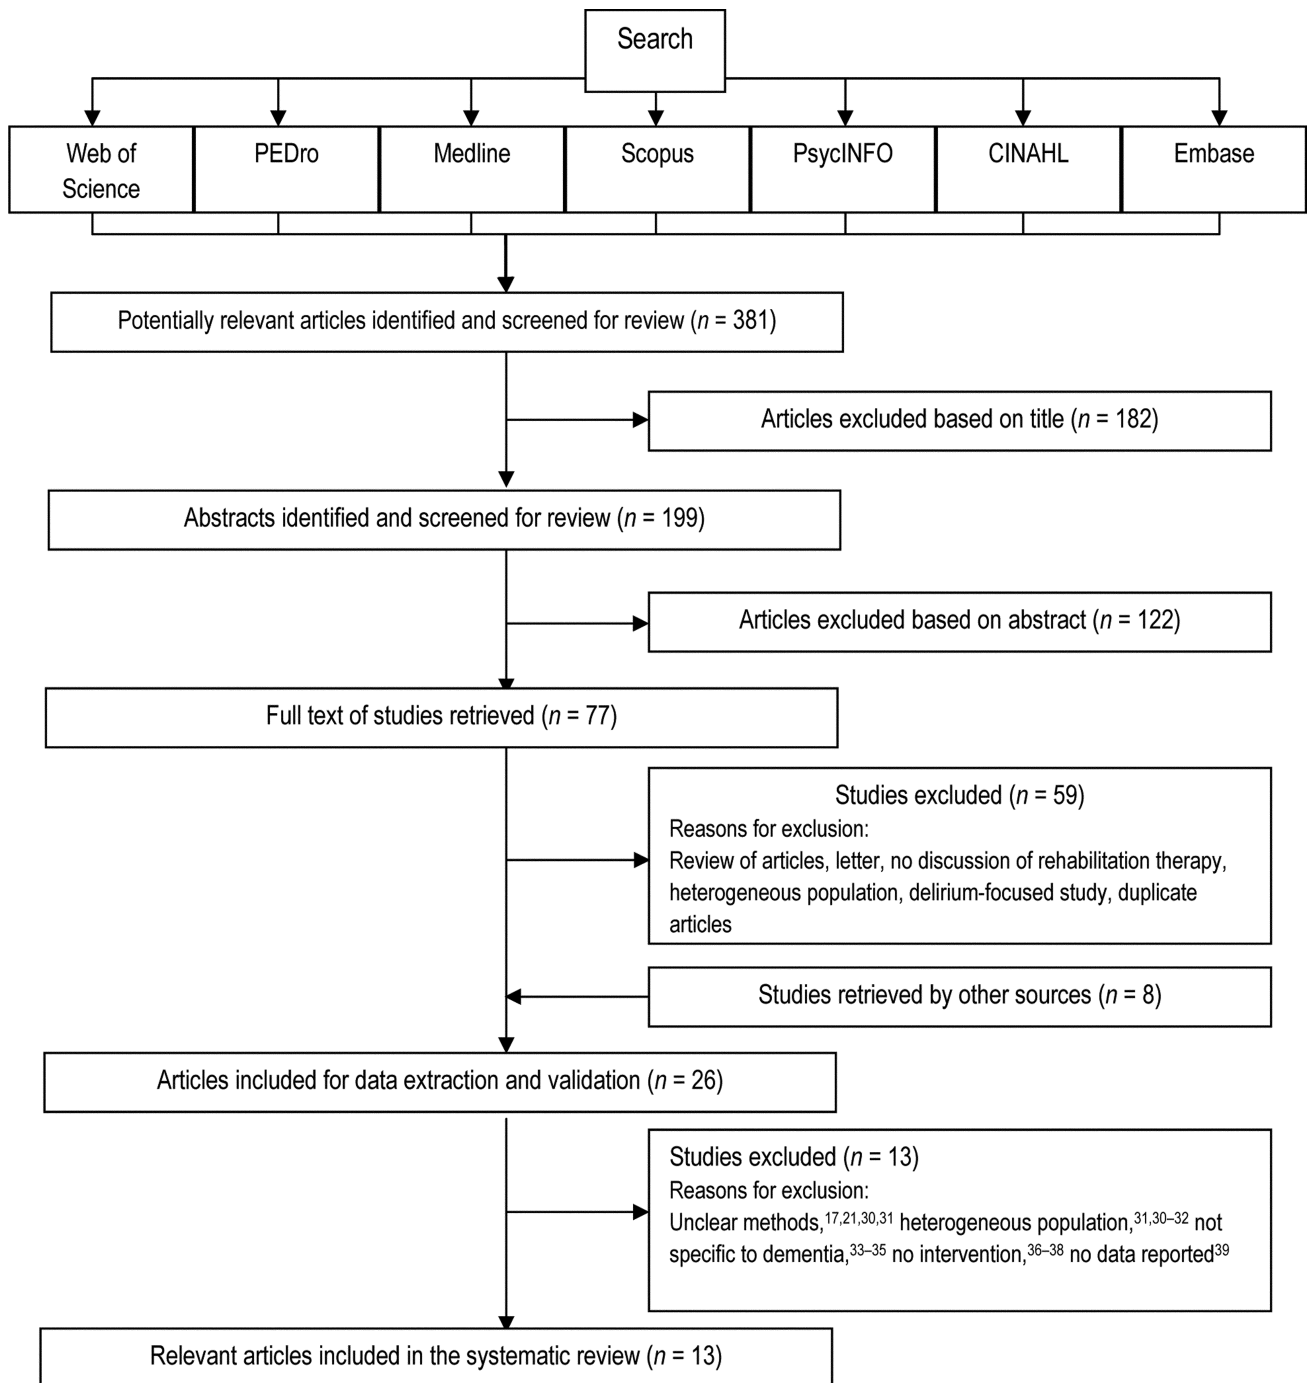 Search
Web of
Science
PEDro
Medline
Scopus
PsycINFO
CINAHL
Embase
Potentially relevant articles identified and screened for review (n = 381)
Articles excluded based on title (n = 182)
Abstracts identified and screened for review (n = 199)
Articles excluded based on abstract (n = 122)
Full text of studies retrieved (n = 77)
Studies excluded (n = 59)
Reasons for exclusion:
Review of articles, letter, no discussion of rehabilitation therapy,
heterogeneous population, delirium-focused study, duplicate
articles
Studies retrieved by other sources (n = 8)
Articles included for data extraction and validation (n = 26)
Studies excluded (n = 13)
Reasons for exclusion:
Unclear methods,17,21,30,31 heterogeneous population,31,30–32 not
specific to dementia,33–35 no intervention,36–38 no data reported39
Relevant articles included in the systematic review (n = 13)